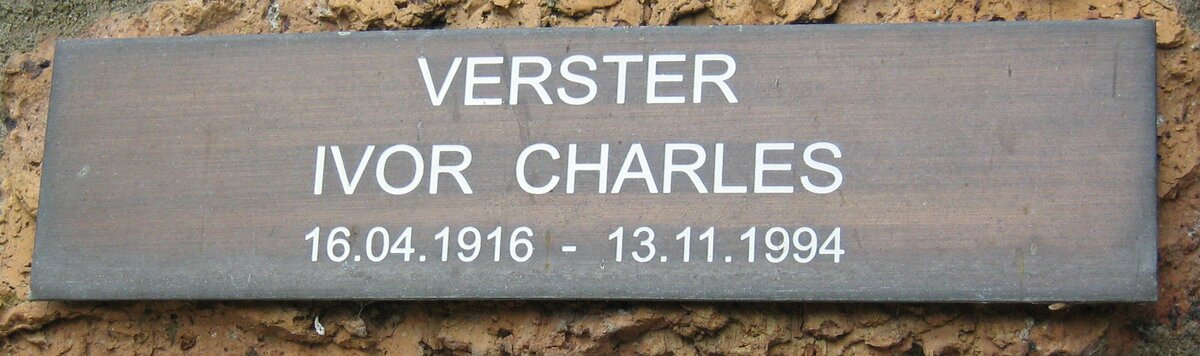 VERSTER
IVOR CHARLES
16.04.1916 - 13.11.1994